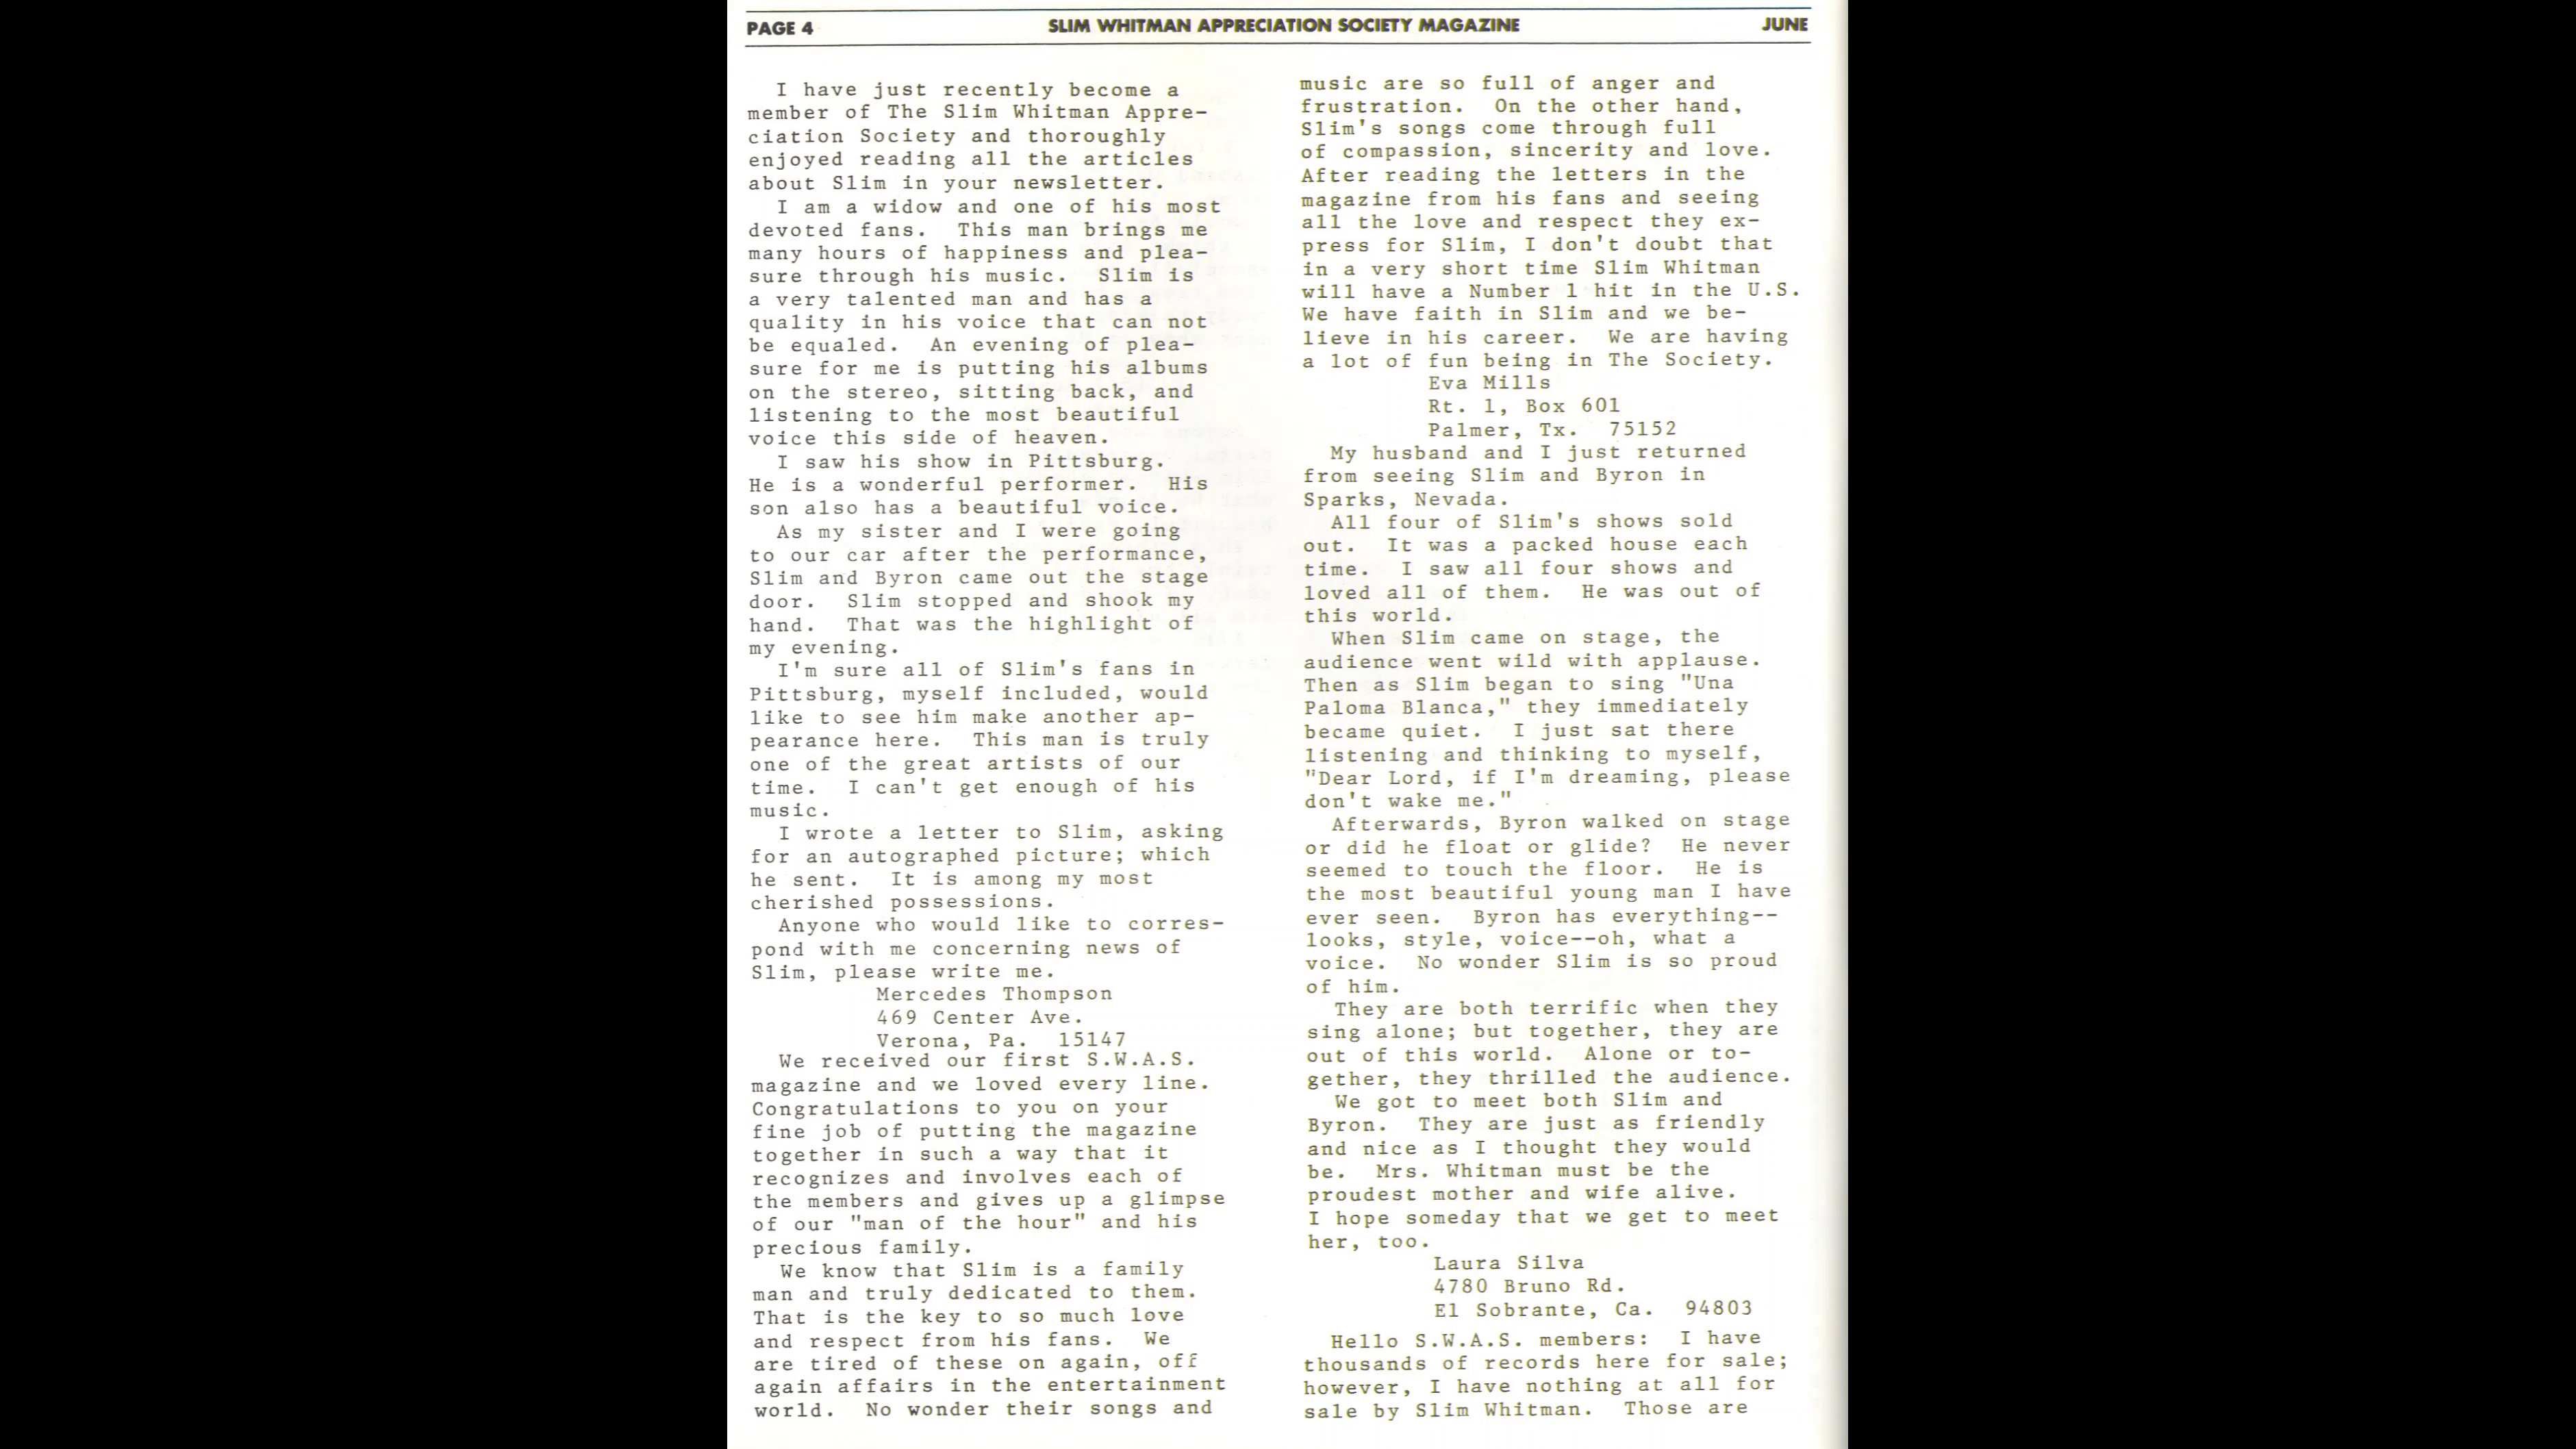 PAGE 4
SLIM WHITMAN APPRECIATION SOCIETY MAGAZINE
JUNE
I have just recently become a
member of The Slim Whitman Appre-
ciation Society and thoroughly
enjoyed reading all the articles
about Slim in your newsletter.
I am a widow and one of his most
devoted fans. This man brings me
many hours of happiness and plea-
sure through his music. Slim is
a very talented man and has a
quality in his voice that can not
be equaled. An evening of plea-
sure for me is putting his albums
on the stereo, sitting back, and
listening to the most beautiful
voice this side of heaven.
I saw his show in Pittsburg.
He is a wonderful performer. His
son also has a beautiful voice.
As my sister and I were going
to our car after the performance,
Slim and Byron came out the stage
door. Slim stopped and shook my
hand. That was the highlight of
my evening.
I'm sure all of Slim's fans in
Pittsburg, myself included, would
like to see him make another ap-
pearance here. This man is truly
one of the great artists of our
time. I can't get enough of his
music.
I wrote a letter to Slim, asking
for an autographed picture; which
he sent. It is among my most
cherished possessions.
Anyone who would like to corres-
pond with me concerning news of
Slim, please write me.
Mercedes Thompson
469 Center Ave.
Verona, Pa. 15147
We received our first S.W.A.S.
magazine and we loved every line.
Congratulations to you on your
fine job of putting the magazine
together in such a way that it
recognizes and involves each of
the members and gives up a glimpse
of our "man of the hour" and his
precious family.
We know that Slim is a family
man and truly dedicated to them.
That is the key to so much love
and respect from his fans. We
are tired of these on again, off
again affairs in the entertainment
world. No wonder their songs and
music are so full of anger and
frustration. On the other hand,
Slim's songs come through full
of compassion, sincerity and love.
After reading the letters in the
magazine from his fans and seeing
all the love and respect they ex-
press for Slim, I don't doubt that
in a very short time Slim Whitman
will have a Number 1 hit in the U.S.
We have faith in Slim and we be-
lieve in his career. We are having
a lot of fun being in The Society.
Eva Mills
Rt. 1, Box 601
Palmer, Tx. 75152
My husband and I just returned
from seeing Slim and Byron in
Sparks, Nevada.
All four of Slim's shows sold
out. It was a packed house each
time. I saw all four shows and
loved all of them. He was out of
this world.
When Slim came on stage, the
audience went wild with applause.
Then as Slim began to sing "Una
Paloma Blanca," they immediately
became quiet. I just sat there
listening and thinking to myself,
"Dear Lord, if I'm dreaming, please
don't wake me."
Afterwards, Byron walked on stage
or did he float or glide? He never
seemed to touch the floor. He is
the most beautiful young man I have
ever seen. Byron has everything--
looks, style, voice--oh, what a
voice. No wonder Slim is so proud
of him.
They are both terrific when they
sing alone; but together, they are
out of this world. Alone or to-
gether, they thrilled the audience.
We got to meet both Slim and
Byron. They are just as friendly
and nice as I thought they would
be. Mrs. Whitman must be the
proudest mother and wife alive.
I hope someday that we get to meet
her, too.
Laura Silva
4780 Bruno Rd.
El Sobrante, Ca. 94803
Hello S.W.A.S. members: I have
thousands of records here for sale;
however, I have nothing at all for
sale by Slim Whitman. Those are